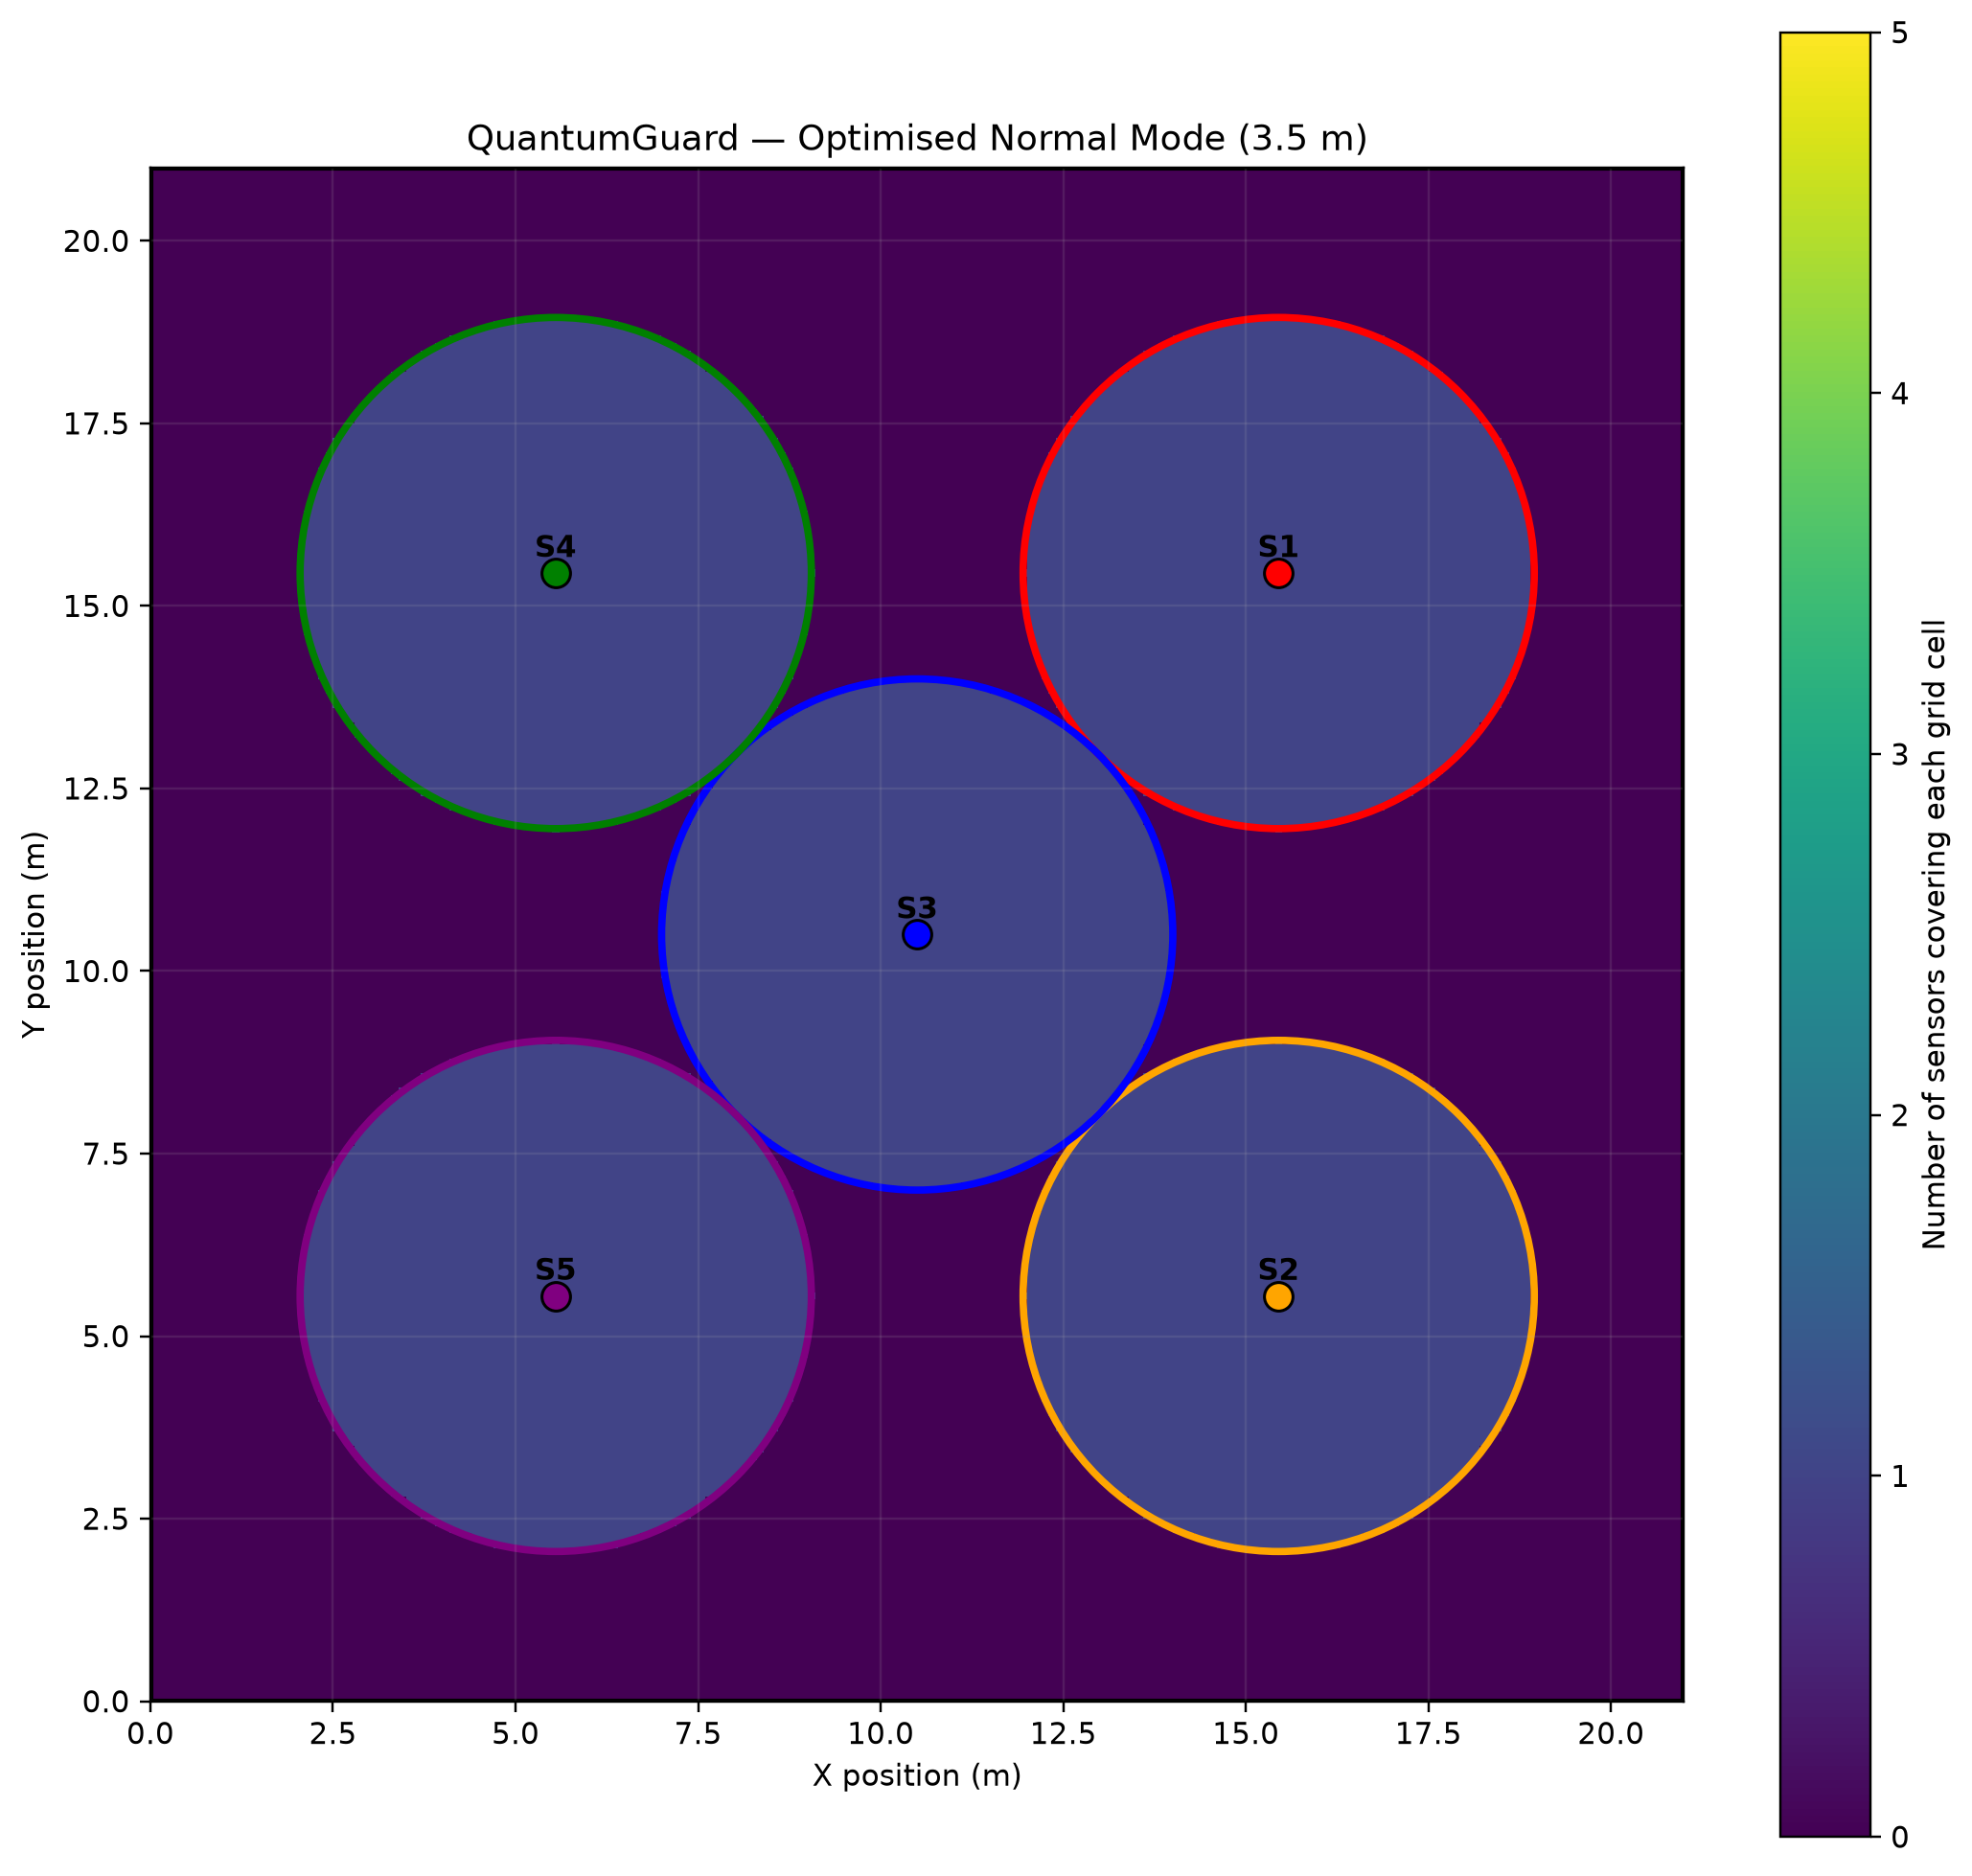 QuantumGuard — Optimised Normal Mode (3.5 m)
5
4
3
2
1
0
Number of sensors covering each grid cell
20.0
17.5
15.0
12.5
10.0
7.5
5.0
2.5
0.0
Y position (m)
S4
S1
S3
S5
S2
0.0 2.5 5.0 7.5 10.0 12.5 15.0 17.5 20.0
X position (m)